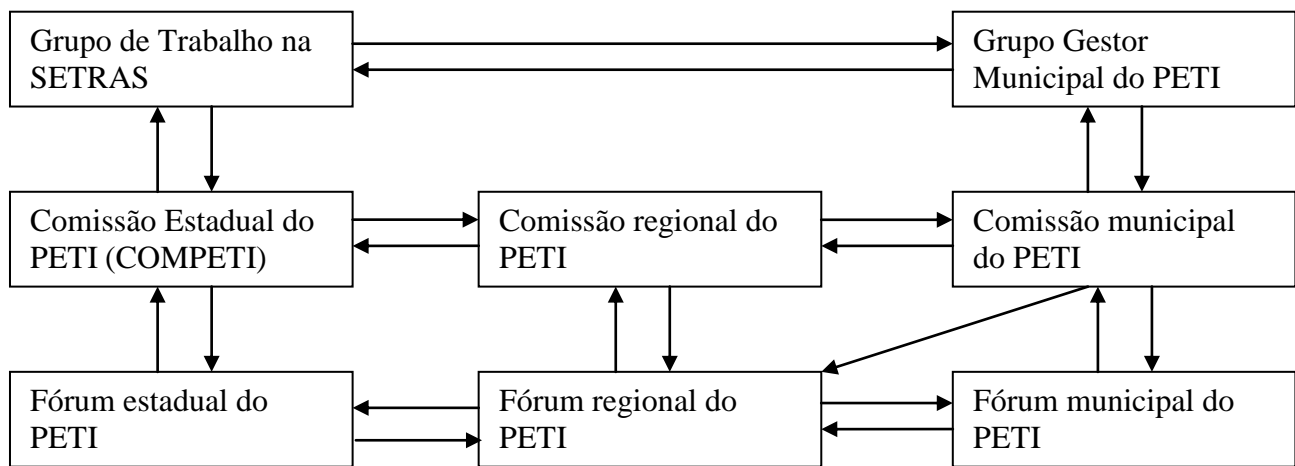 Grupo de Trabalho na
SETRAS
Grupo Gestor
Municipal do PETI
Comissão Estadual do
PETI (COMPETI)
Comissão regional do
PETI
Comissão municipal
do PETI
Fórum estadual do
PETI
Fórum regional do
PETI
Fórum municipal do
PETI